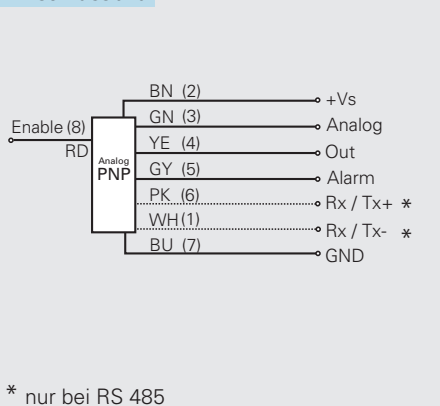 BN (2) +Vs
GN (3) Analog
Enable (8) YE (4) Out
RD Analog PNP GY (5) Alarm
PK (6) Rx / Tx+ *
WH (1) Rx / Tx- *
BU (7) GND
* nur bei RS 485